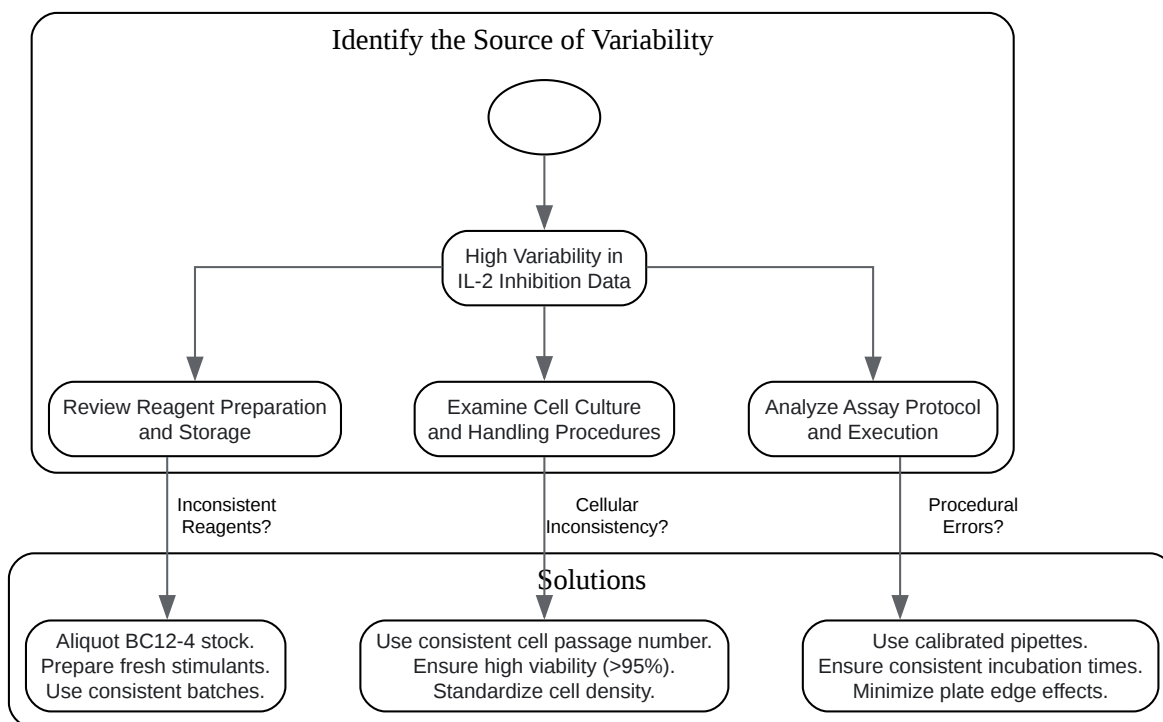 Identify the Source of Variability
High Variability in
IL-2 Inhibition Data
Review Reagent Preparation
and Storage
Examine Cell Culture
and Handling Procedures
Analyze Assay Protocol
and Execution
Inconsistent
Reagents?
Cellular
Inconsistency?
Procedural
Errors?
Solutions
Aliquot BC12-4 stock.
Prepare fresh stimulants.
Use consistent batches.
Use consistent cell passage number.
Ensure high viability (>95%).
Standardize cell density.
Use calibrated pipettes.
Ensure consistent incubation times.
Minimize plate edge effects.